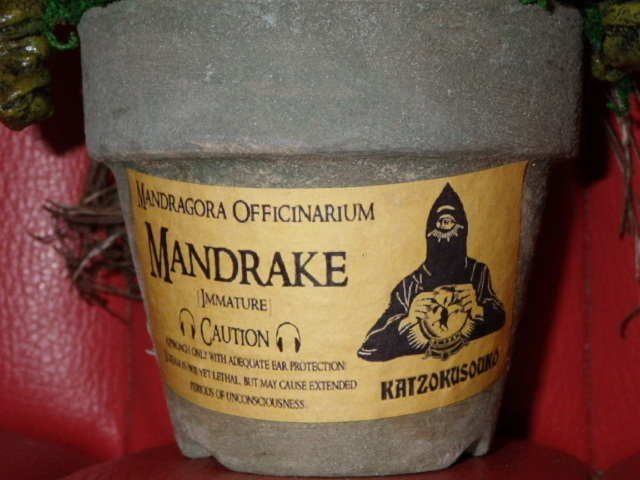 Mandragora Officinarium
Mandrake
[Immature]
Caution
Approach only with adequate ear protection.
Scream is not yet lethal, but may cause extended
periods of unconsciousness.
KATZOKUSOUKO